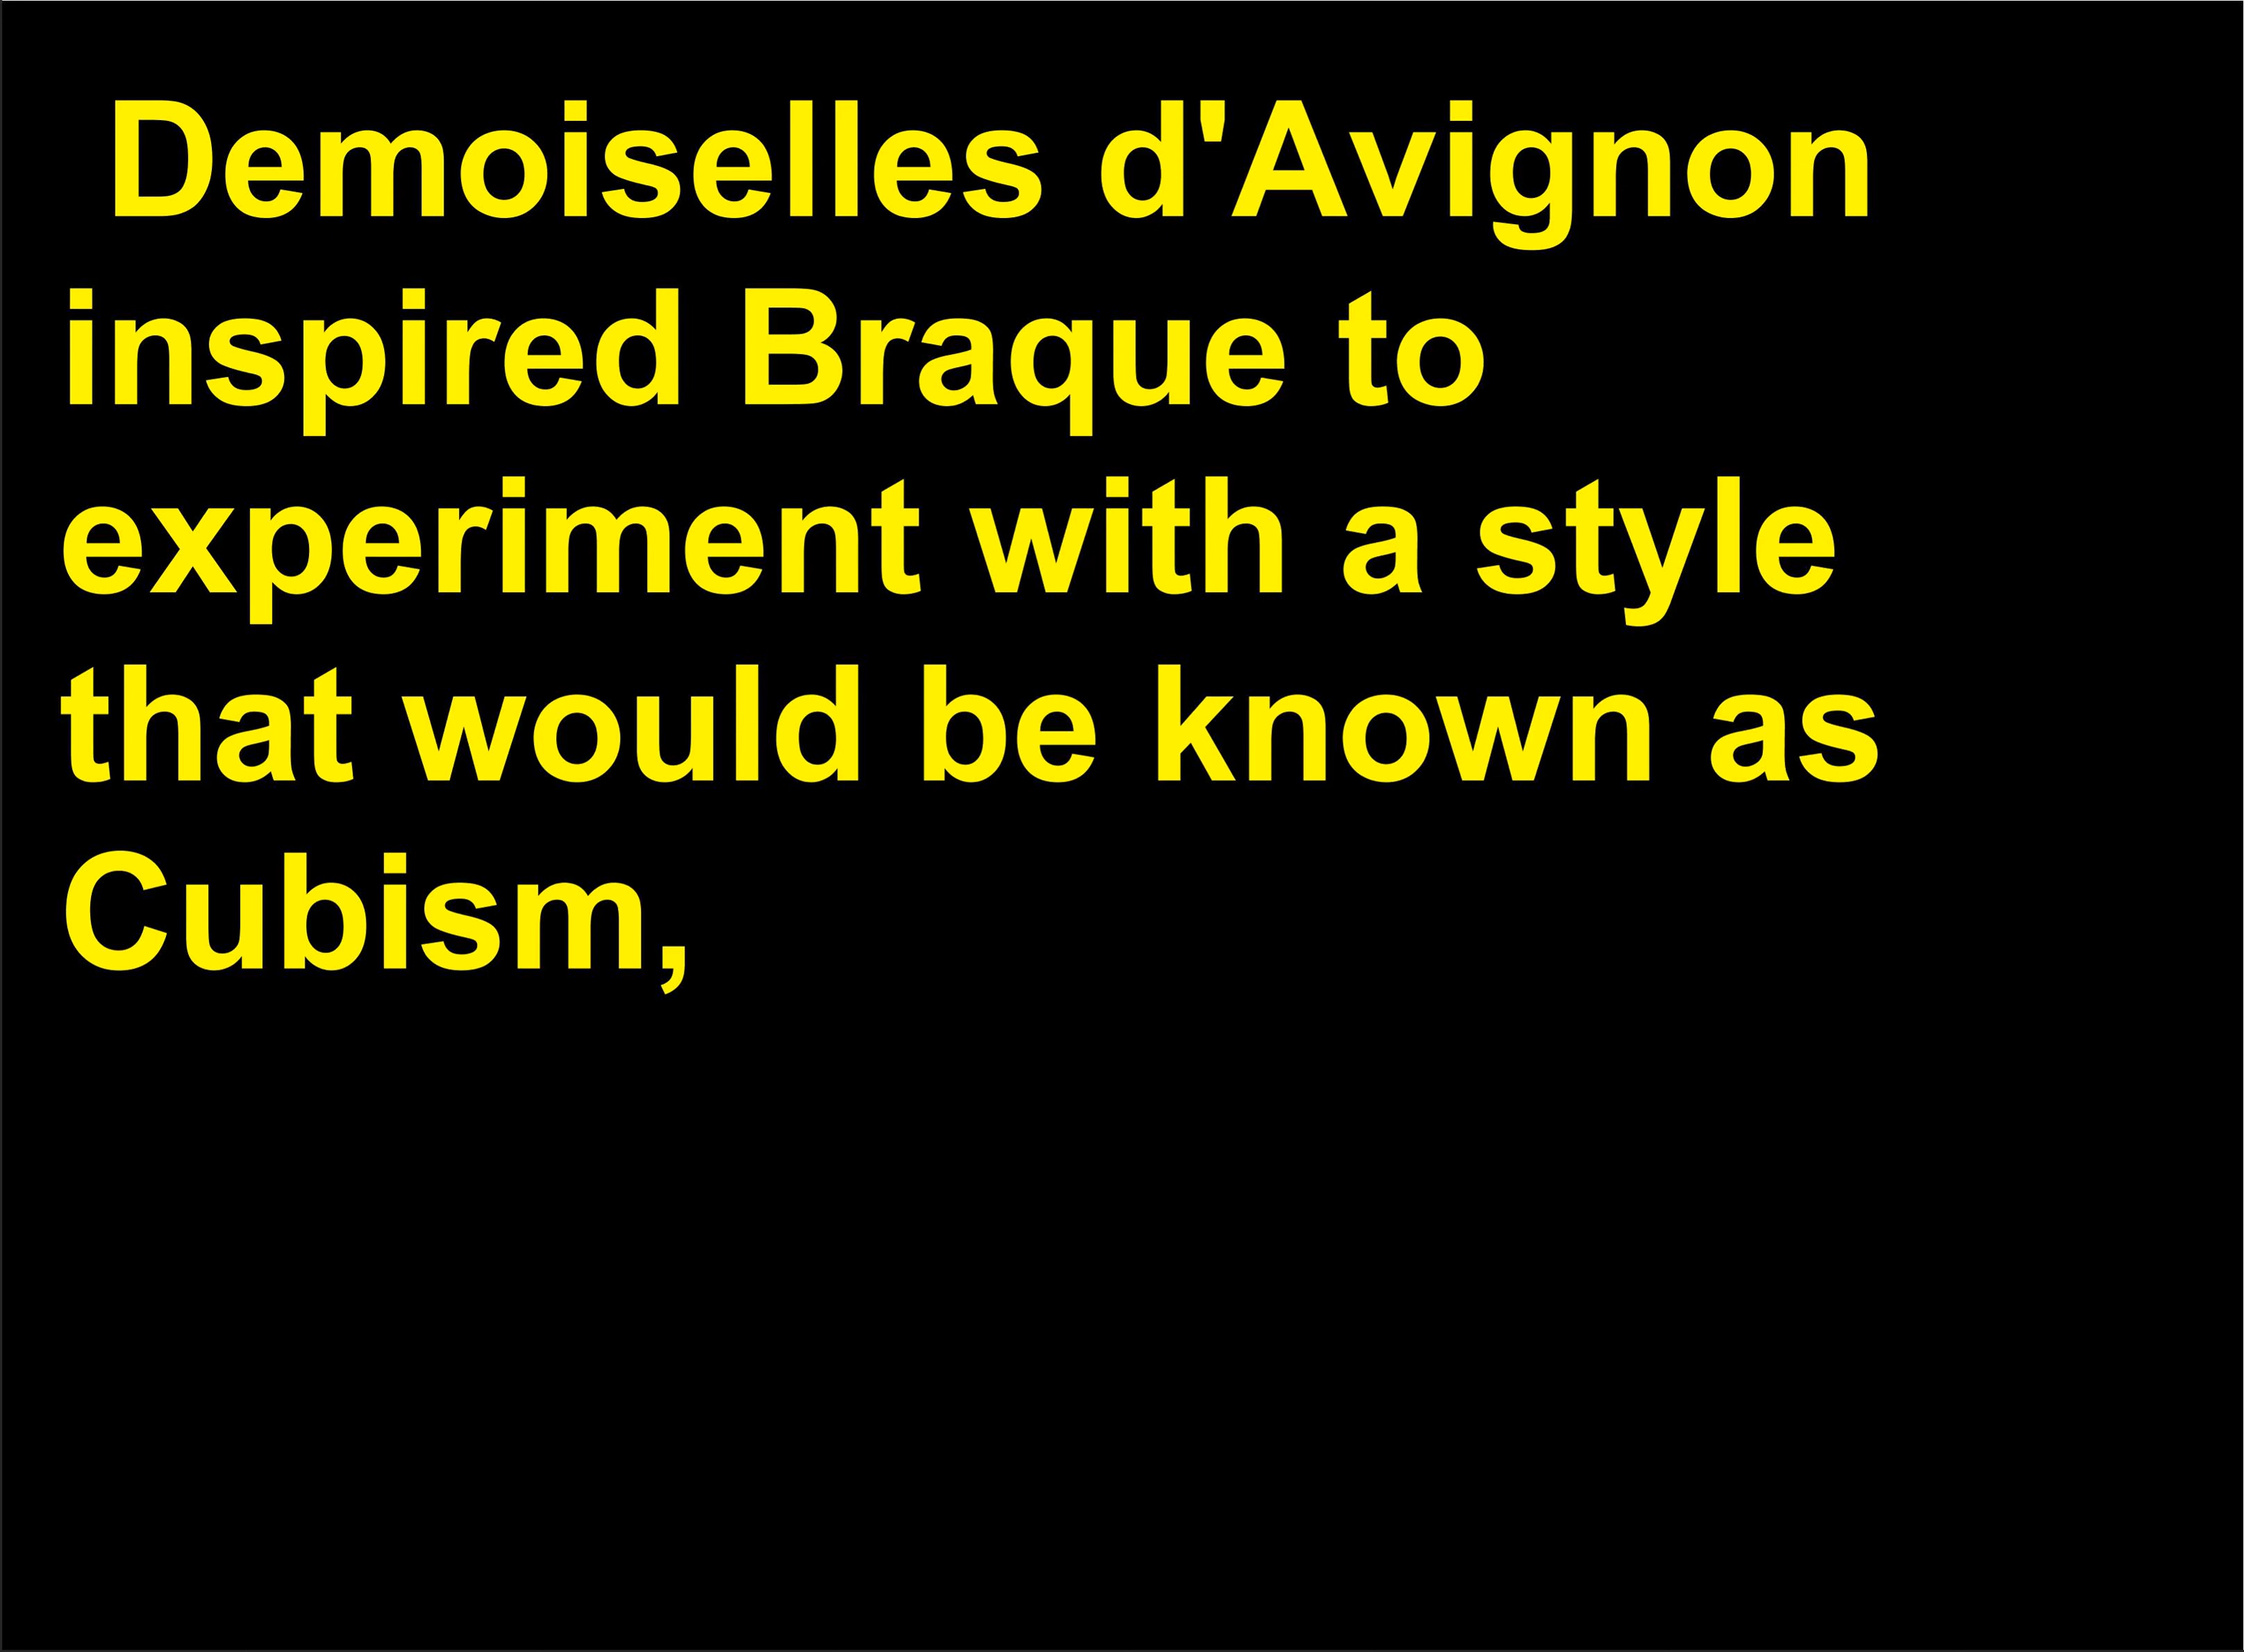 Demoiselles d'Avignon
inspired Braque to
experiment with a style
that would be known as
Cubism,